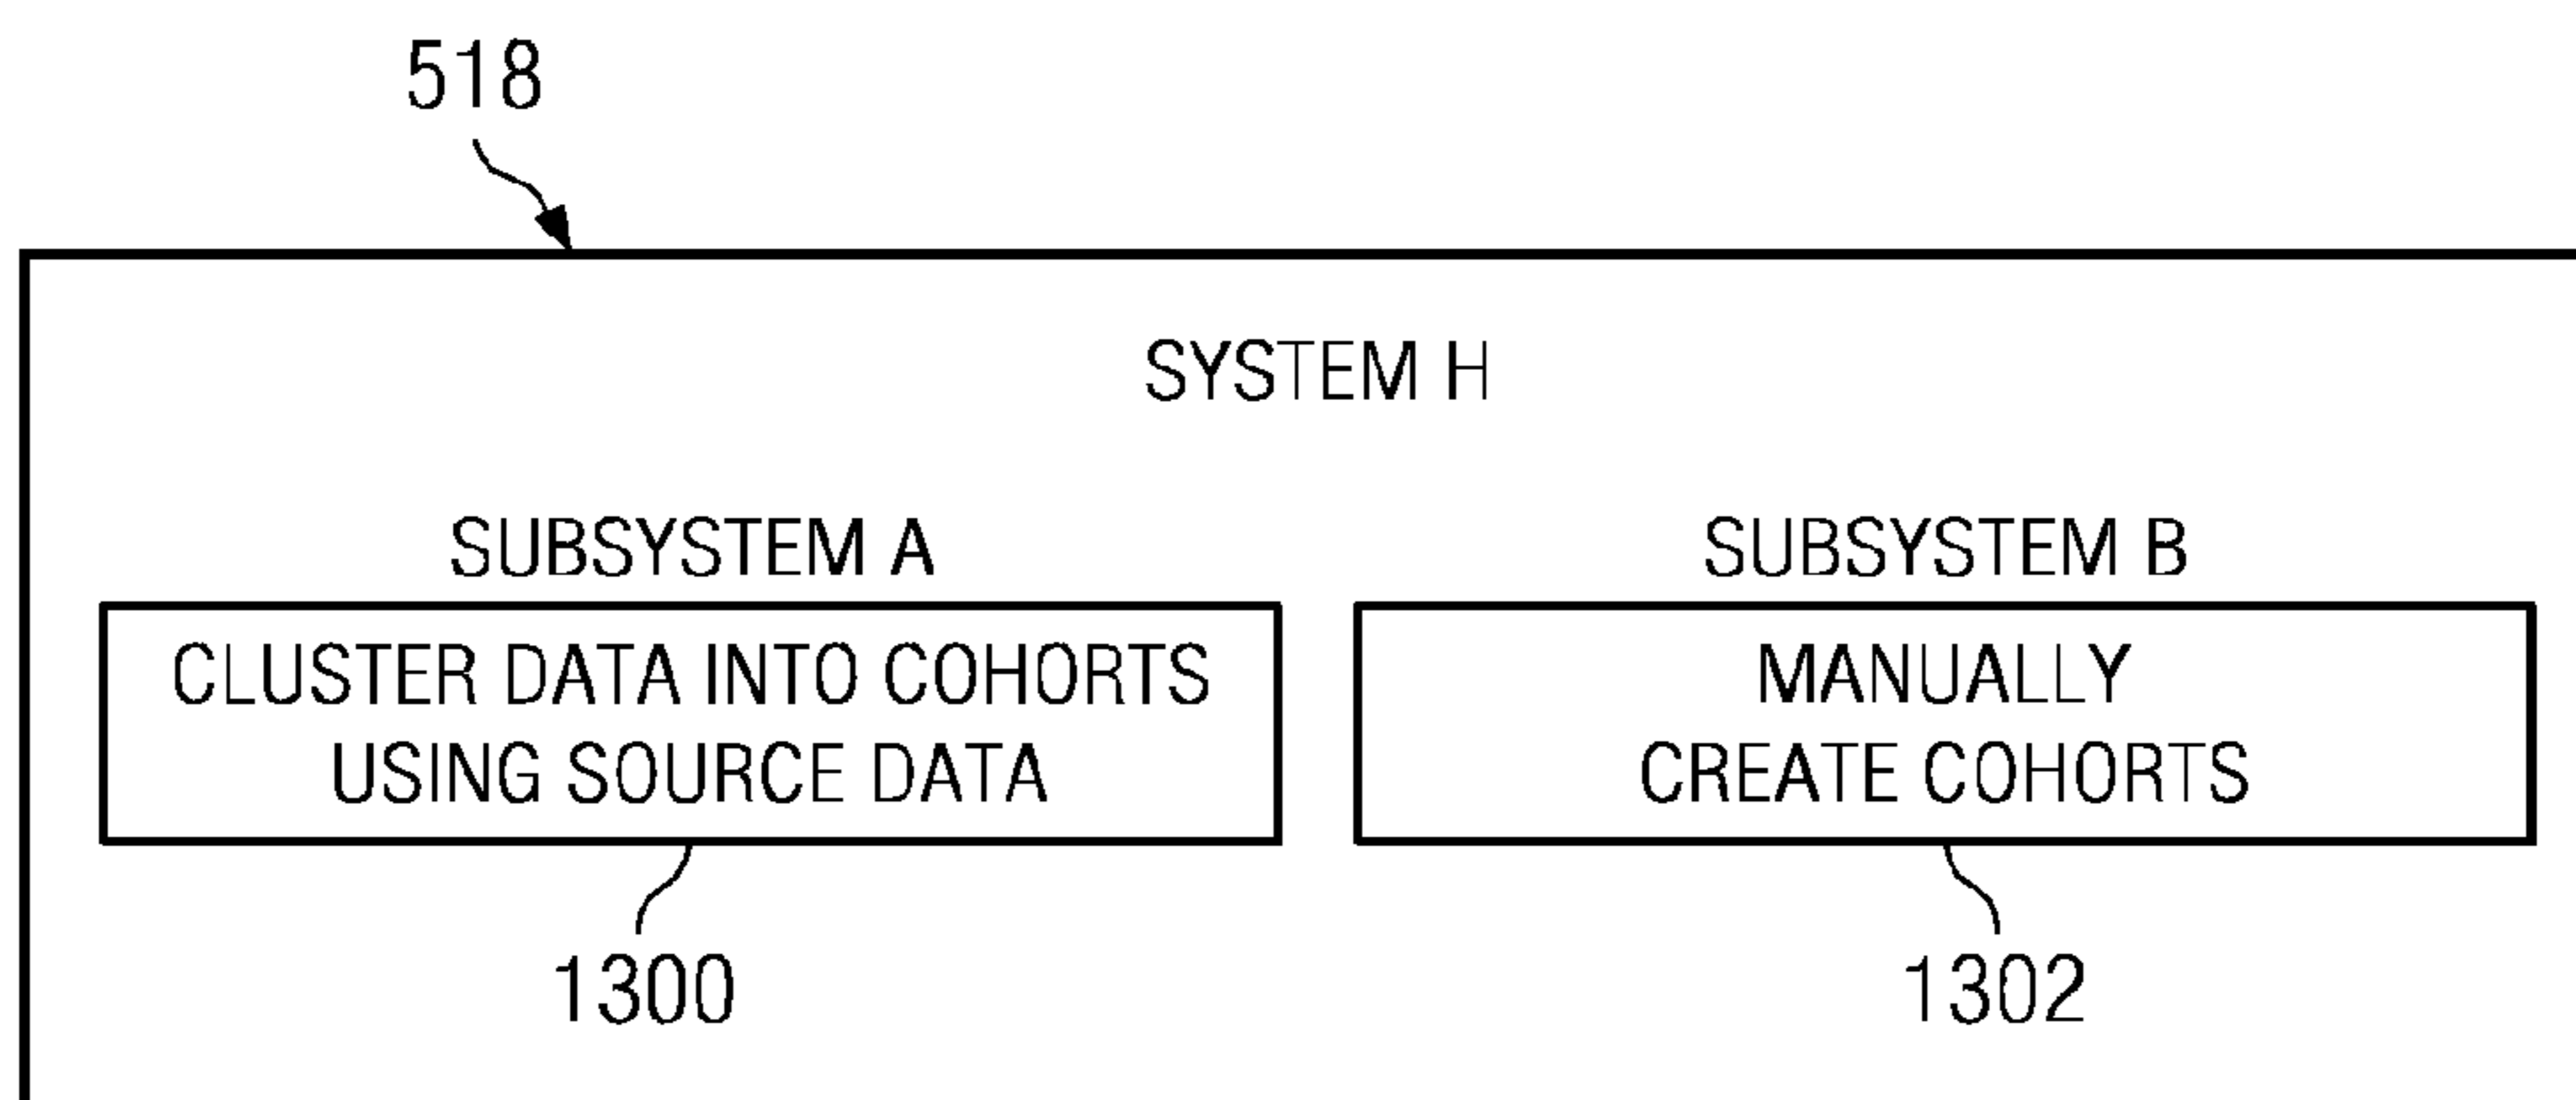 518
SYSTEM H
SUBSYSTEM A
CLUSTER DATA INTO COHORTS
USING SOURCE DATA
1300
SUBSYSTEM B
MANUALLY
CREATE COHORTS
1302